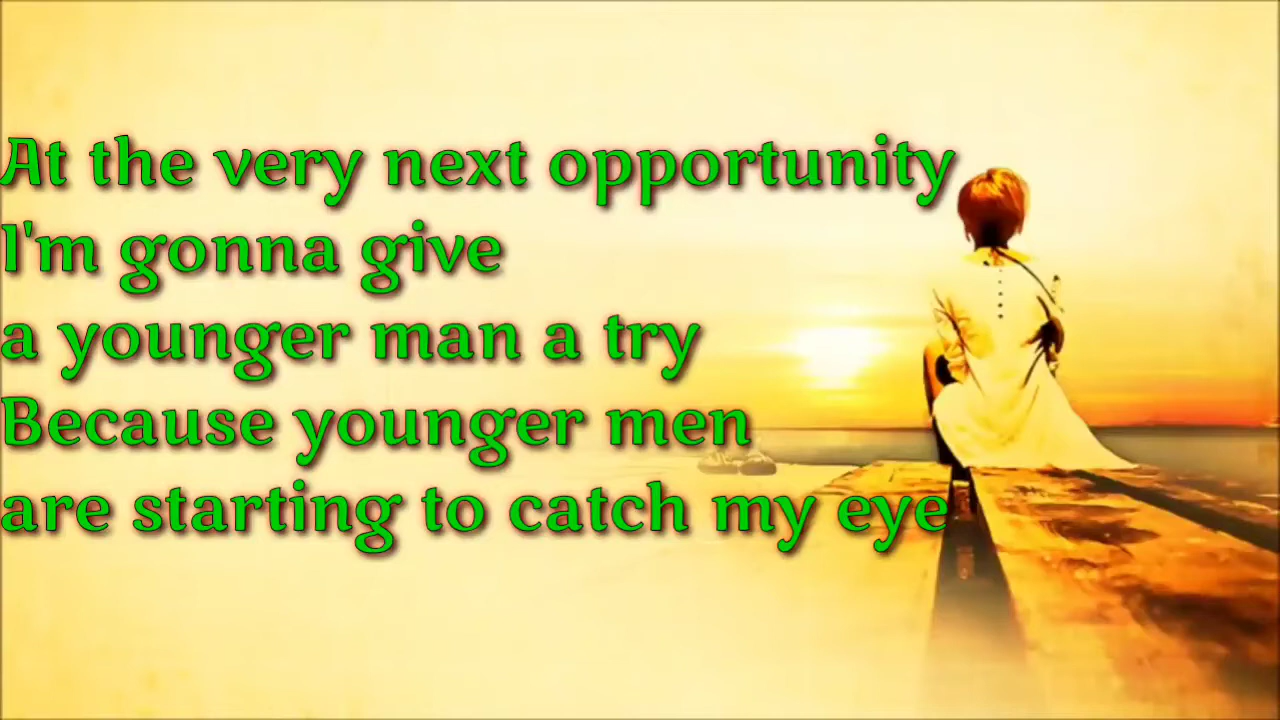 At the very next opportunity
I'm gonna give
a younger man a try
Because younger men
are starting to catch my eye